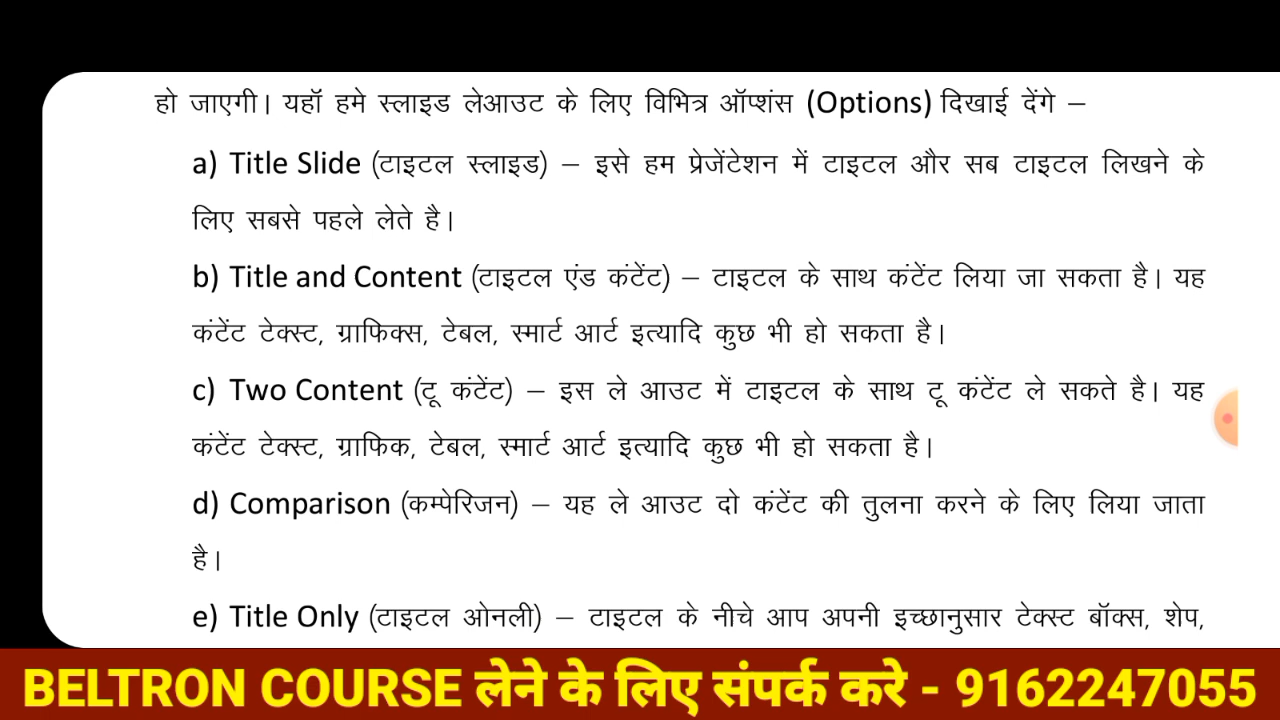 हो जाएगी। यहॉ हमे स्लाइड लेआउट के लिए विभित्र ऑप्शंस (Options) दिखाई देंगे –
a) Title Slide (टाइटल स्लाइड) – इसे हम प्रेजेंटेशन में टाइटल और सब टाइटल लिखने के
लिए सबसे पहले लेते है।
b) Title and Content (टाइटल एंड कंटेंट) – टाइटल के साथ कंटेंट लिया जा सकता है। यह
कंटेंट टेक्स्ट, ग्राफिक्स, टेबल, स्मार्ट आर्ट इत्यादि कुछ भी हो सकता है।
c) Two Content (टू कंटेंट) – इस ले आउट में टाइटल के साथ टू कंटेंट ले सकते है। यह
कंटेंट टेक्स्ट, ग्राफिक, टेबल, स्मार्ट आर्ट इत्यादि कुछ भी हो सकता है।
d) Comparison (कम्पेरिजन) – यह ले आउट दो कंटेंट की तुलना करने के लिए लिया जाता
है।
e) Title Only (टाइटल ओनली) – टाइटल के नीचे आप अपनी इच्छानुसार टेक्स्ट बॉक्स, शेप,
BELTRON COURSE लेने के लिए संपर्क करे - 9162247055